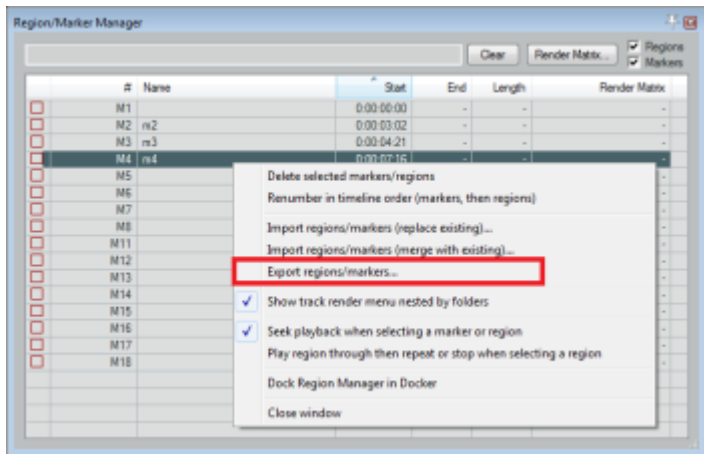 Region/Marker Manager
Clear Render Matrix... Regions
Markers
# Name Start End Length Render Matrix
M1 0:00:00:00 - - -
M2 m2 0:00:03:02 - - -
M3 m3 0:00:04:21 - - -
M4 m4 0:00:07:16 - - -
M5 -
M6 -
M7 -
M8 -
M11 -
M12 -
M13 -
M14 -
M15 -
M16 -
M17 -
M18 -
Delete selected markers/regions
Renumber in timeline order (markers, then regions)
Import regions/markers (replace existing)...
Import regions/markers (merge with existing)...
Export regions/markers...
Show track render menu nested by folders
Seek playback when selecting a marker or region
Play region through then repeat or stop when selecting a region
Dock Region Manager in Docker
Close window